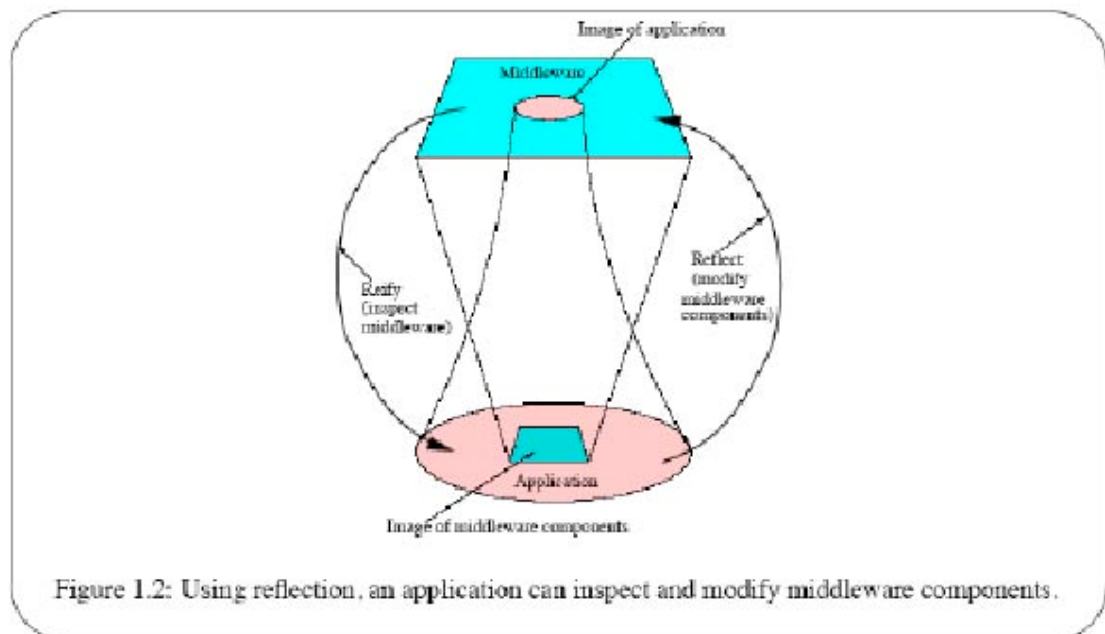 Image of application
Middleware
Reify
(inspect
middleware)
Reflect
(modify
middleware
components)
Application
Image of middleware components
Figure 1.2: Using reflection, an application can inspect and modify middleware components.